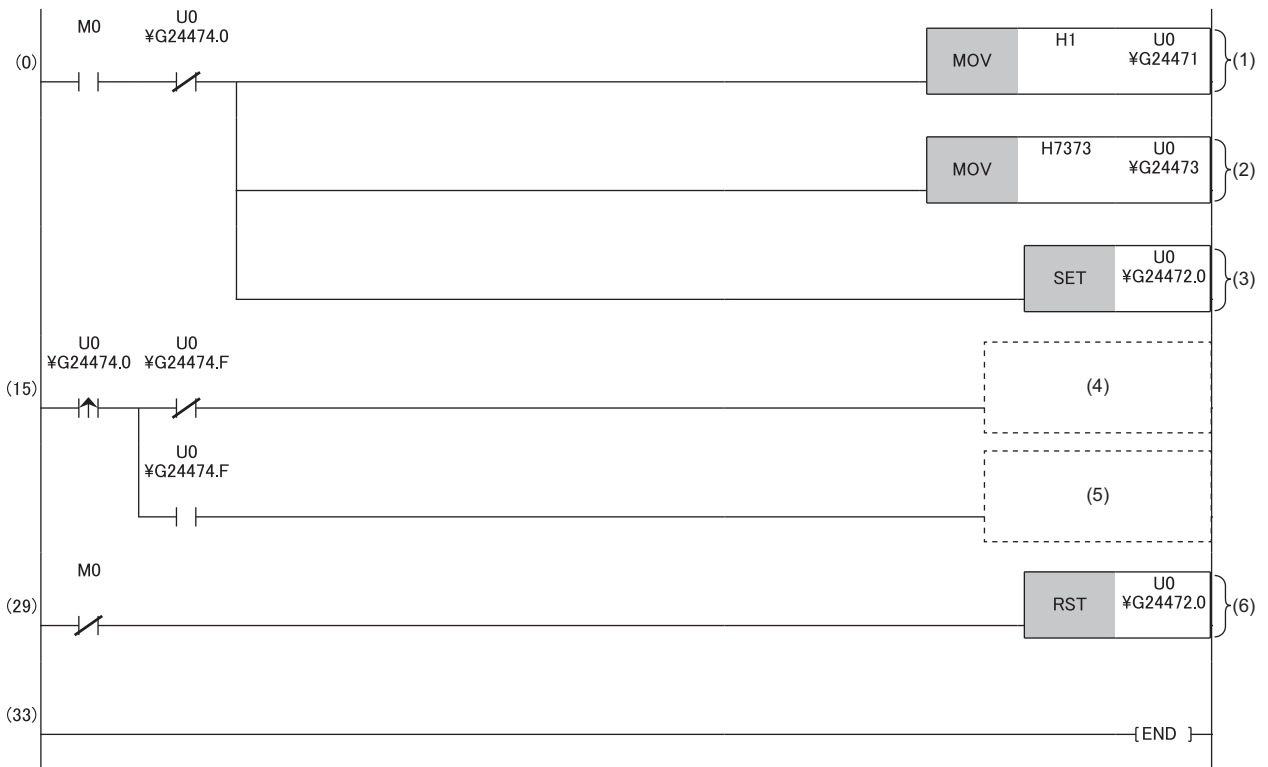 M0
U0
¥G24474.0
(0)
MOV
H1
U0
¥G24471
(1)
MOV
H7373
U0
¥G24473
(2)
SET
U0
¥G24472.0
(3)
U0
¥G24474.0
U0
¥G24474.F
(15)
(4)
U0
¥G24474.F
(5)
M0
(29)
RST
U0
¥G24472.0
(6)
(33)
[END ]